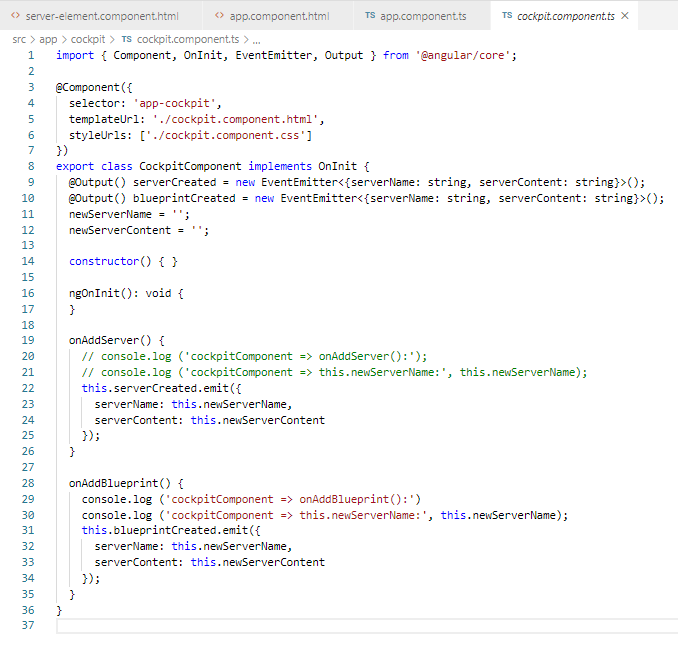 <> server-element.component.html <> app.component.html TS app.component.ts TS cockpit.component.ts ×
src > app > cockpit > TS cockpit.component.ts > ...
1 import { Component, OnInit, EventEmitter, Output } from '@angular/core';
2
3 @Component({
4 selector: 'app-cockpit',
5 templateUrl: './cockpit.component.html',
6 styleUrls: ['./cockpit.component.css']
7 })
8 export class CockpitComponent implements OnInit {
9 @Output() serverCreated = new EventEmitter<{serverName: string, serverContent: string}>();
10 @Output() blueprintCreated = new EventEmitter<{serverName: string, serverContent: string}>();
11 newServerName = '';
12 newServerContent = '';
13
14 constructor() { }
15
16 ngOnInit(): void {
17 }
18
19 onAddServer() {
20 // console.log ('cockpitComponent => onAddServer():');
21 // console.log ('cockpitComponent => this.newServerName:', this.newServerName);
22 this.serverCreated.emit({
23 serverName: this.newServerName,
24 serverContent: this.newServerContent
25 });
26 }
27
28 onAddBlueprint() {
29 console.log ('cockpitComponent => onAddBlueprint():')
30 console.log ('cockpitComponent => this.newServerName:', this.newServerName);
31 this.blueprintCreated.emit({
32 serverName: this.newServerName,
33 serverContent: this.newServerContent
34 });
35 }
36 }
37